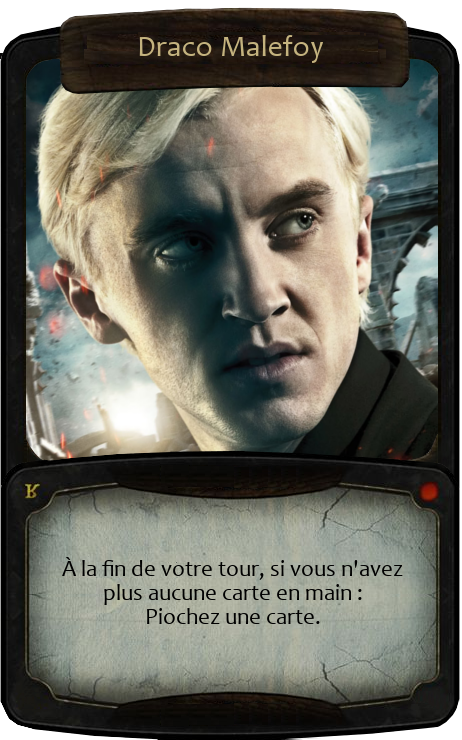 Draco Malefoy
À la fin de votre tour, si vous n'avez
plus aucune carte en main :
Piochez une carte.